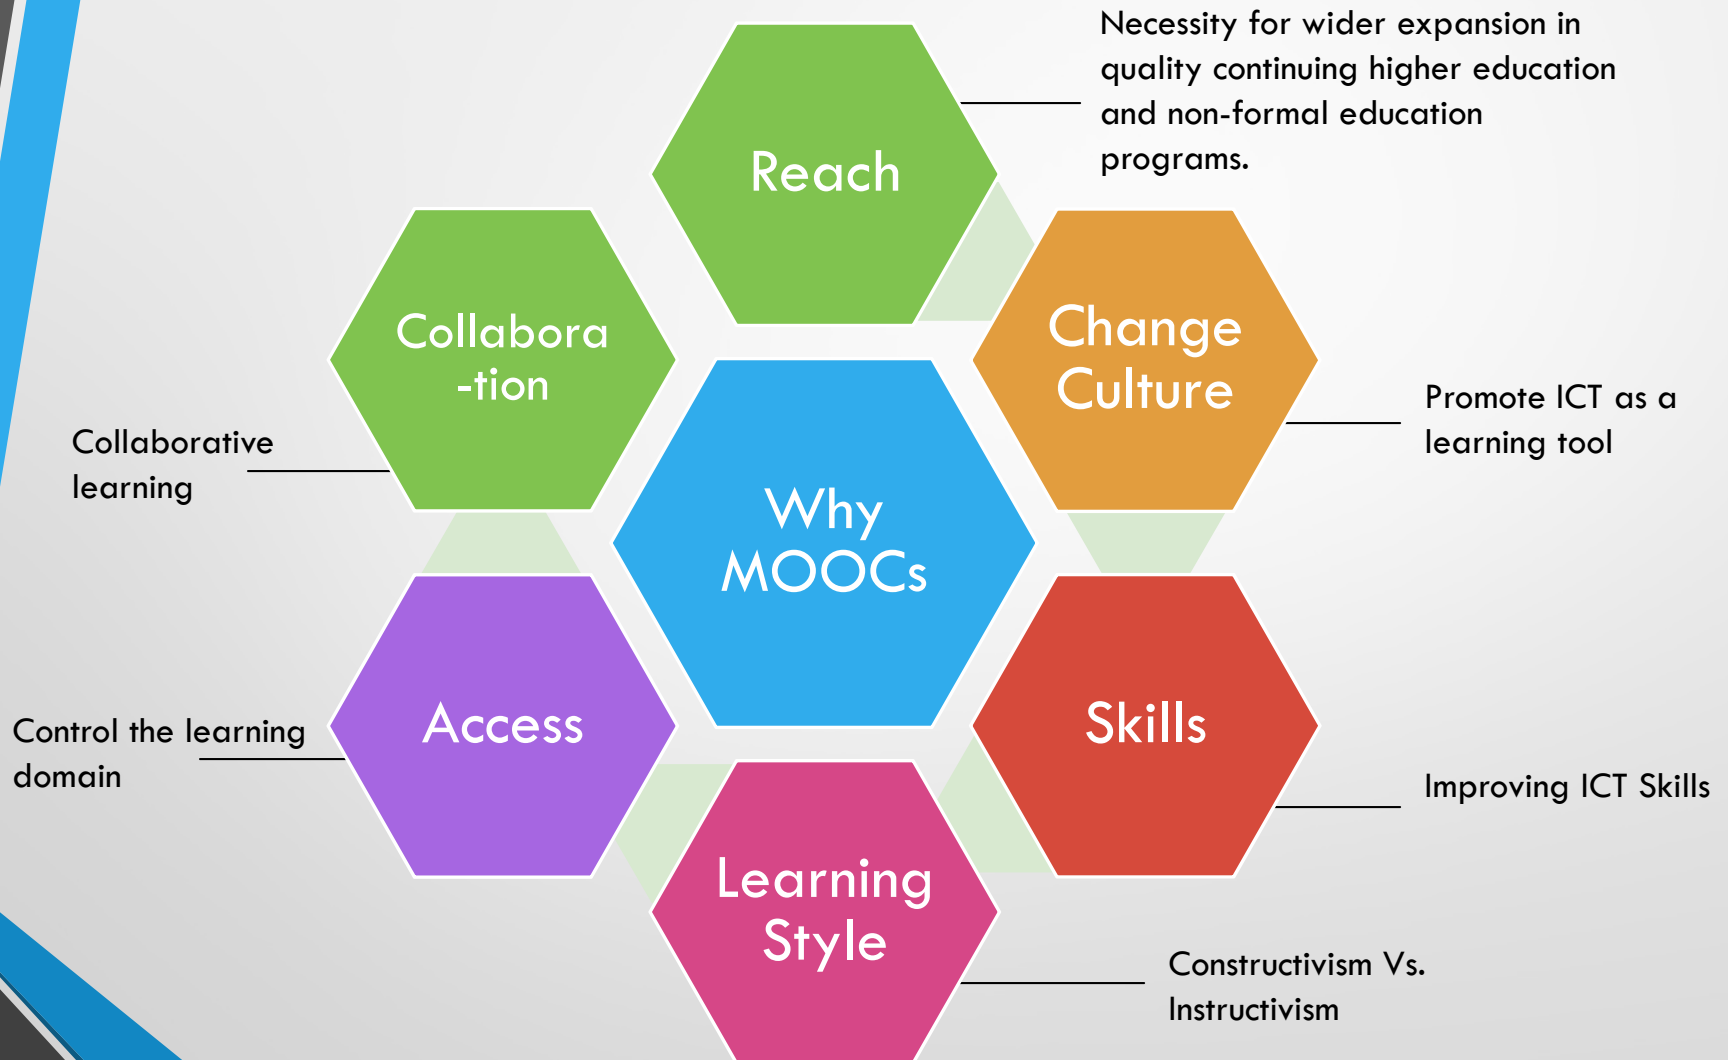 Necessity for wider expansion in
quality continuing higher education
and non-formal education
programs.
Reach
Collabora
-tion
Change
Culture
Promote ICT as a
learning tool
Collaborative
learning
Why
MOOCs
Access
Skills
Control the learning
domain
Improving ICT Skills
Learning
Style
Constructivism Vs.
Instructivism